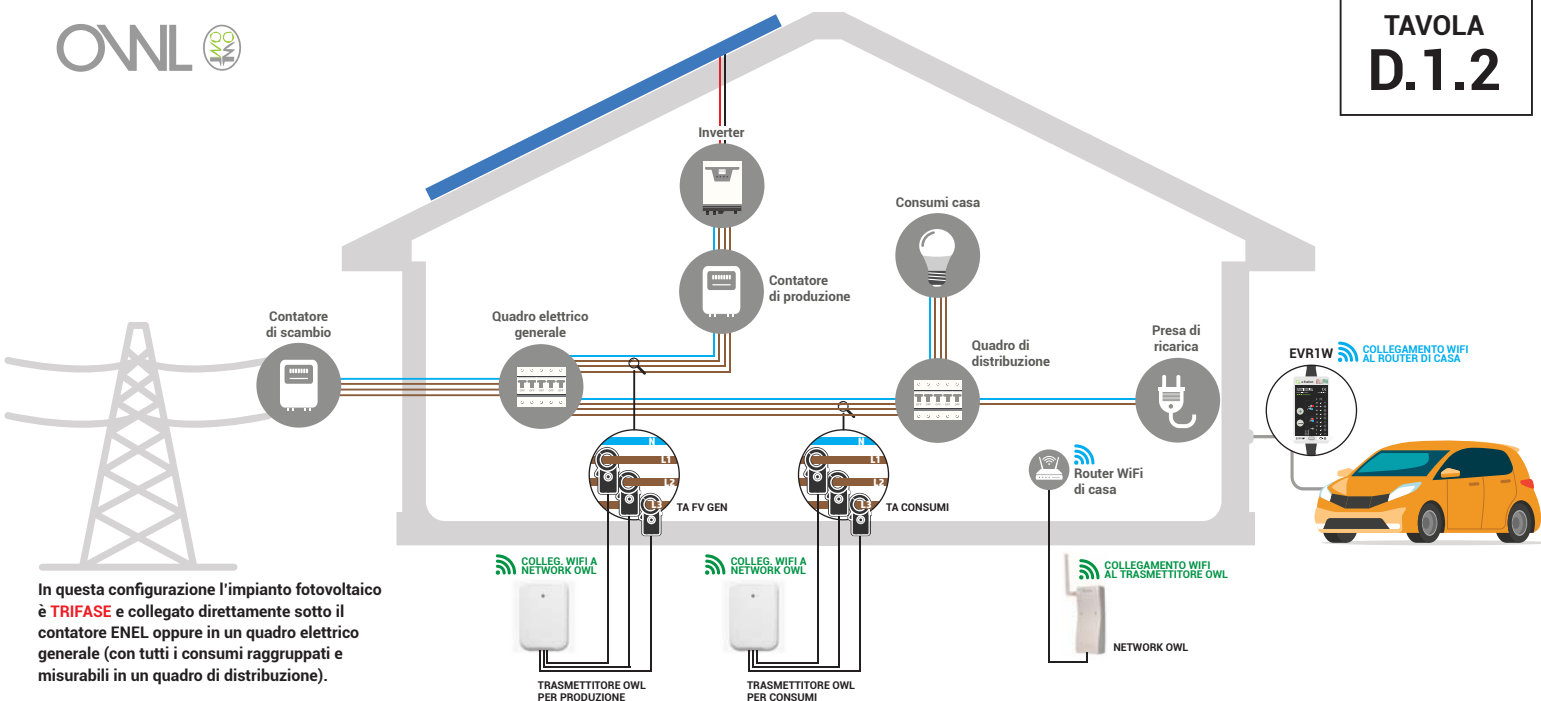 OWL
TAVOLA
D.1.2
Inverter
Consumi casa
Contatore
di produzione
Contatore
di scambio
Quadro elettrico
generale
Quadro di
distribuzione
Presa di
ricarica
EVR1W
COLLEGAMENTO WIFI
AL ROUTER DI CASA
N
L1
L2
L3
TA FV GEN
N
L1
L2
L3
TA CONSUMI
Router WiFi
di casa
COLLEG. WIFI A
NETWORK OWL
COLLEG. WIFI A
NETWORK OWL
COLLEGAMENTO WIFI
AL TRASMETTITORE OWL
NETWORK OWL
In questa configurazione l'impianto fotovoltaico
è TRIFASE e collegato direttamente sotto il
contatore ENEL oppure in un quadro elettrico
generale (con tutti i consumi raggruppati e
misurabili in un quadro di distribuzione).
TRASMETTITORE OWL
PER PRODUZIONE
TRASMETTITORE OWL
PER CONSUMI